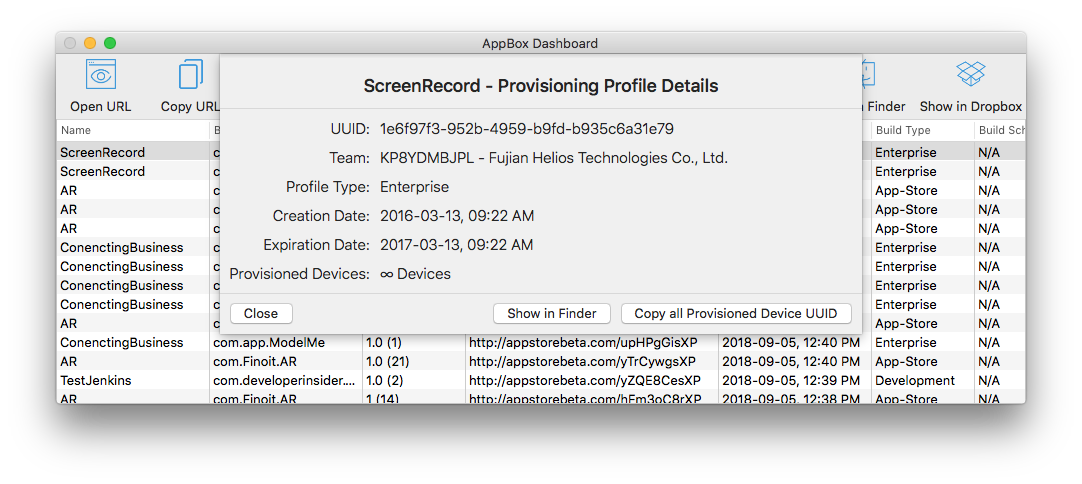 AppBox Dashboard
Open URL Copy URL Finder Show in Dropbox
ScreenRecord - Provisioning Profile Details
UUID: 1e6f97f3-952b-4959-b9fd-b935c6a31e79
Team: KP8YDMBJPL - Fujian Helios Technologies Co., Ltd.
Profile Type: Enterprise
Creation Date: 2016-03-13, 09:22 AM
Expiration Date: 2017-03-13, 09:22 AM
Provisioned Devices: ∞ Devices
Close Show in Finder Copy all Provisioned Device UUID
Name B Build Type Build Sch
ScreenRecord c Enterprise N/A
ScreenRecord c Enterprise N/A
AR c App-Store N/A
AR c App-Store N/A
AR c App-Store N/A
ConenctingBusiness c Enterprise N/A
ConenctingBusiness c Enterprise N/A
ConenctingBusiness c Enterprise N/A
ConenctingBusiness c Enterprise N/A
AR c App-Store N/A
ConenctingBusiness com.app.ModelMe 1.0 (1) http://appstorebeta.com/upHPgGisXP 2018-09-05, 12:40 PM Enterprise N/A
AR com.Finoit.AR 1.0 (21) http://appstorebeta.com/yTrCywgsXP 2018-09-05, 12:40 PM App-Store N/A
TestJenkins com.developerinsider.... 1.0 (2) http://appstorebeta.com/yZQE8CesXP 2018-09-05, 12:39 PM Development N/A
AR com.Finoit.AR 1 (14) http://appstorebeta.com/hFm3oC8rXP 2018-09-05, 12:38 PM App-Store N/A